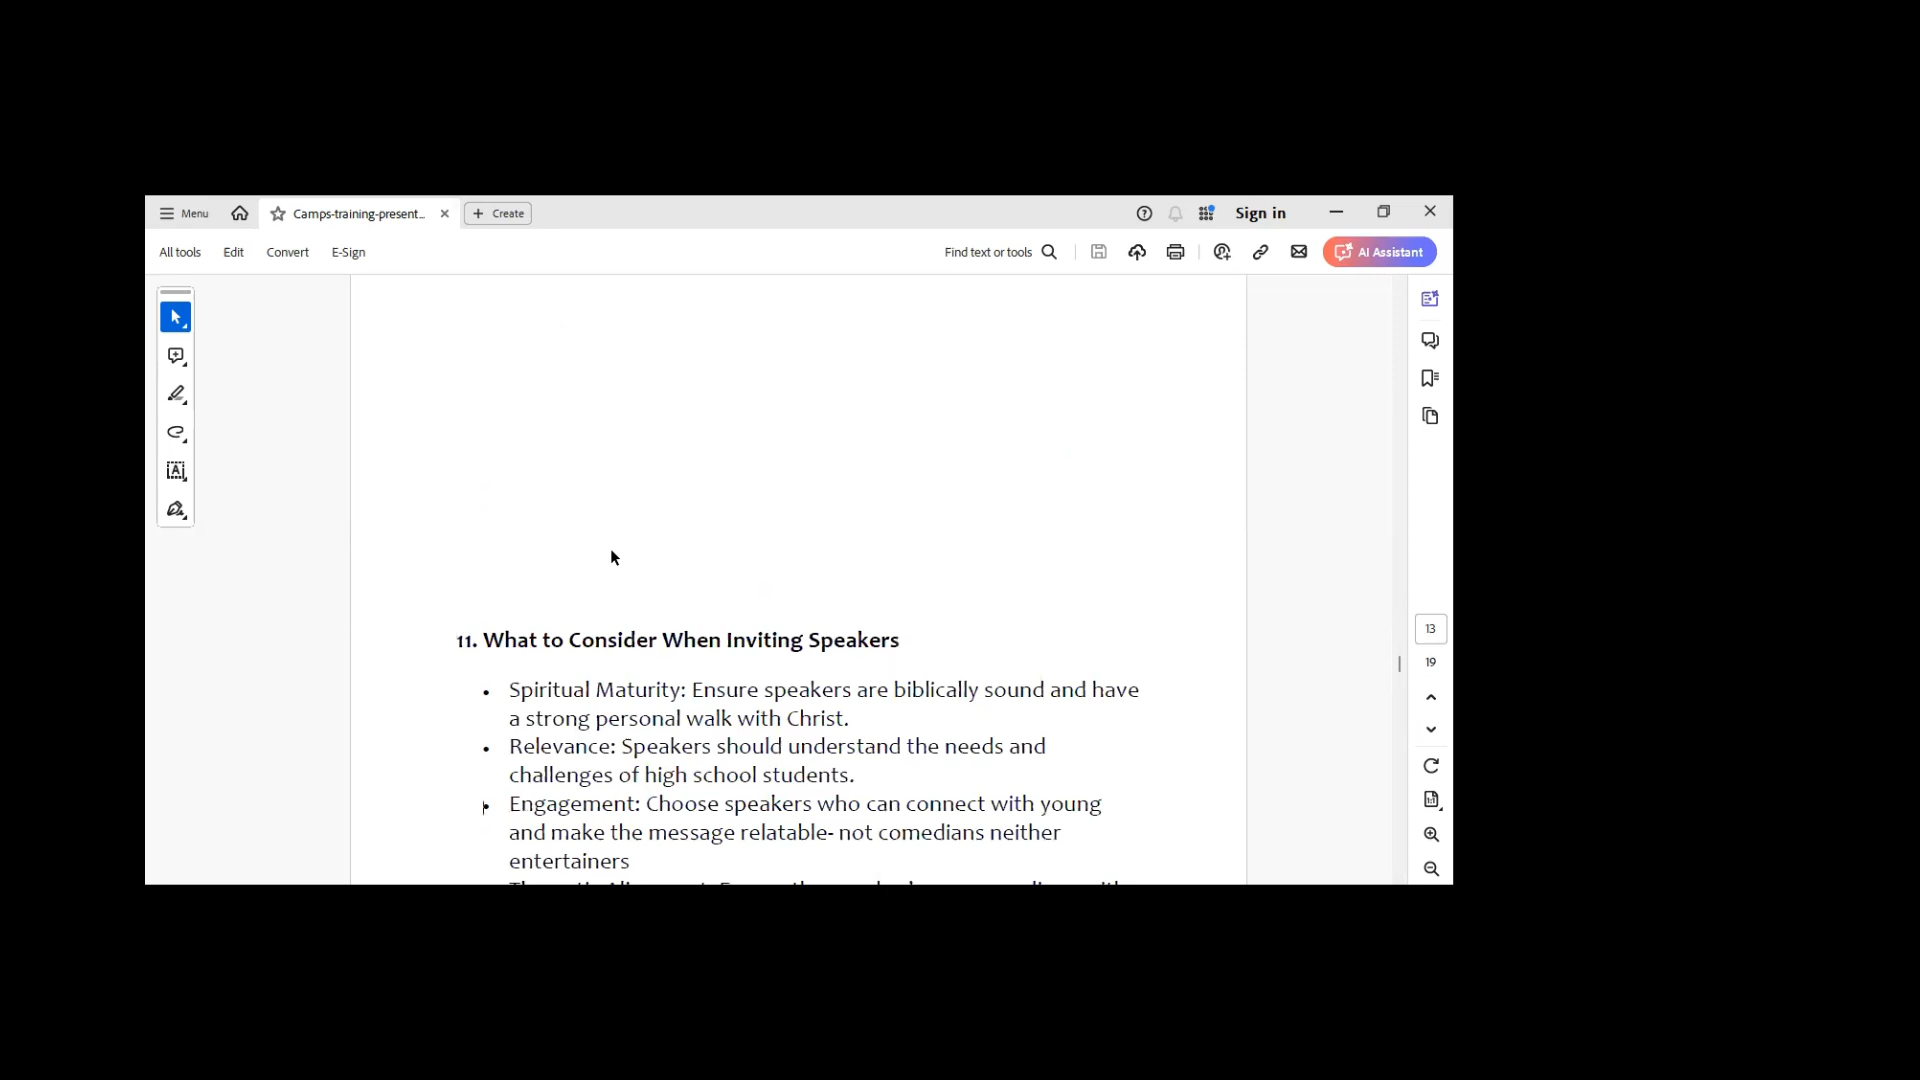 Menu
Camps-training-present...
Create
Sign in
All tools
Edit
Convert
E-Sign
Find text or tools
AI Assistant
11. What to Consider When Inviting Speakers
• Spiritual Maturity: Ensure speakers are biblically sound and have
a strong personal walk with Christ.
• Relevance: Speakers should understand the needs and
challenges of high school students.
• Engagement: Choose speakers who can connect with young
and make the message relatable- not comedians neither
entertainers
13
19